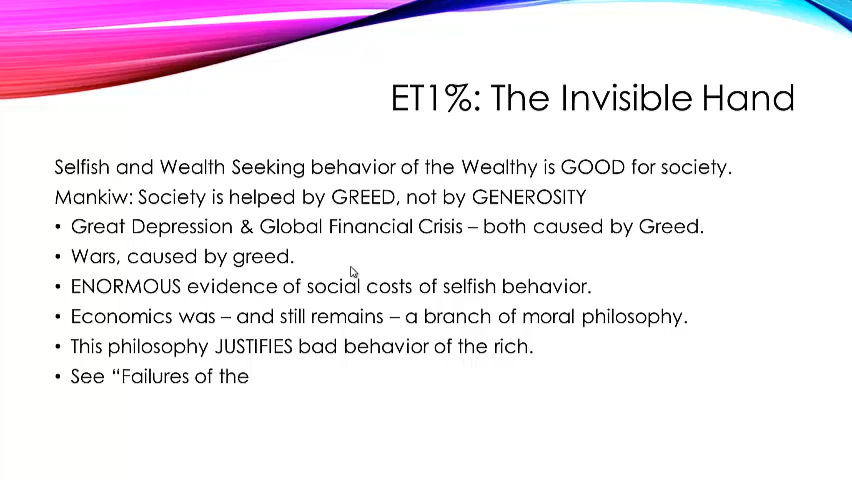 ET1%: The Invisible Hand
Selfish and Wealth Seeking behavior of the Wealthy is GOOD for society.
Mankiw: Society is helped by GREED, not by GENEROSITY
• Great Depression & Global Financial Crisis – both caused by Greed.
• Wars, caused by greed.
• ENORMOUS evidence of social costs of selfish behavior.
• Economics was – and still remains – a branch of moral philosophy.
• This philosophy JUSTIFIES bad behavior of the rich.
• See “Failures of the